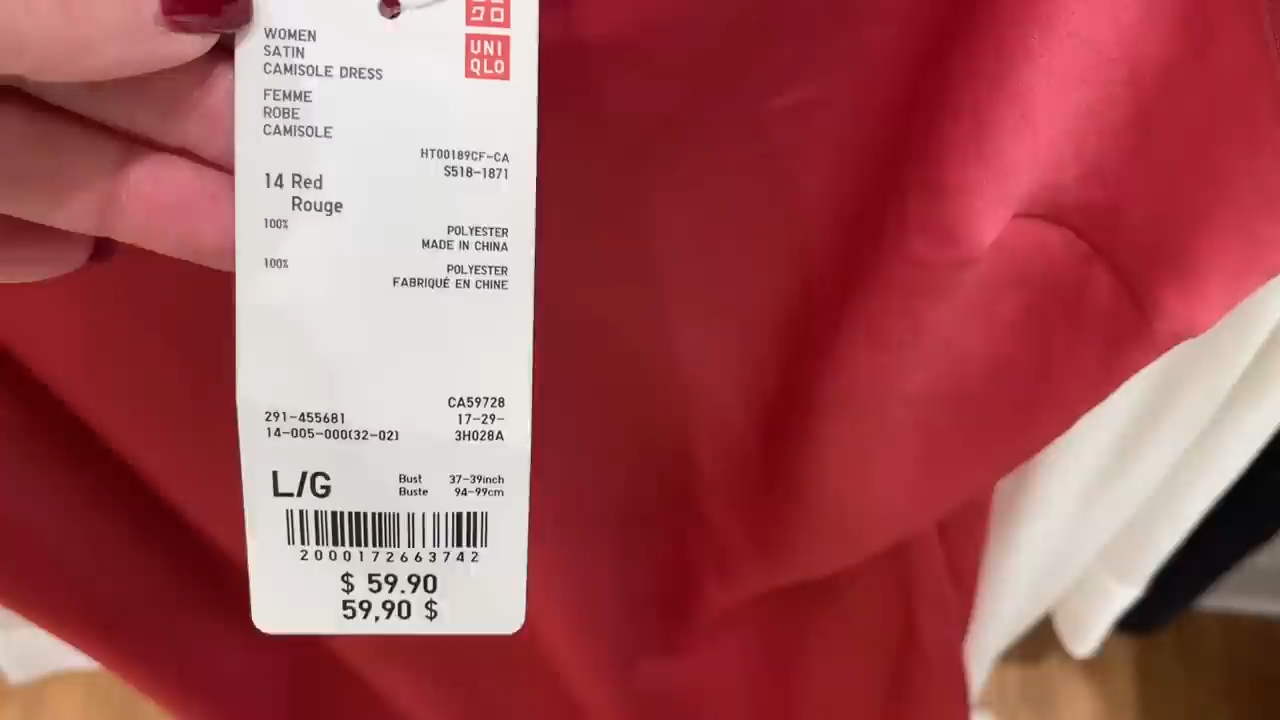 UNI
QLO
WOMEN
SATIN
CAMISOLE DRESS
FEMME
ROBE
CAMISOLE
HT00189CF-CA
S518-1871
14 Red
Rouge
100%
POLYESTER
MADE IN CHINA
100%
POLYESTER
FABRIQUÉ EN CHINE
CA59728
291-455681 17-29-
14-005-000(32-02) 3H028A
L/G
Bust 37-39inch
Buste 94-99cm
2000172663742
$ 59.90
59,90 $